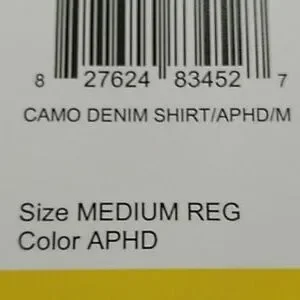 8 27624 83452 7
CAMO DENIM SHIRT/APHD/M
Size MEDIUM REG
Color APHD